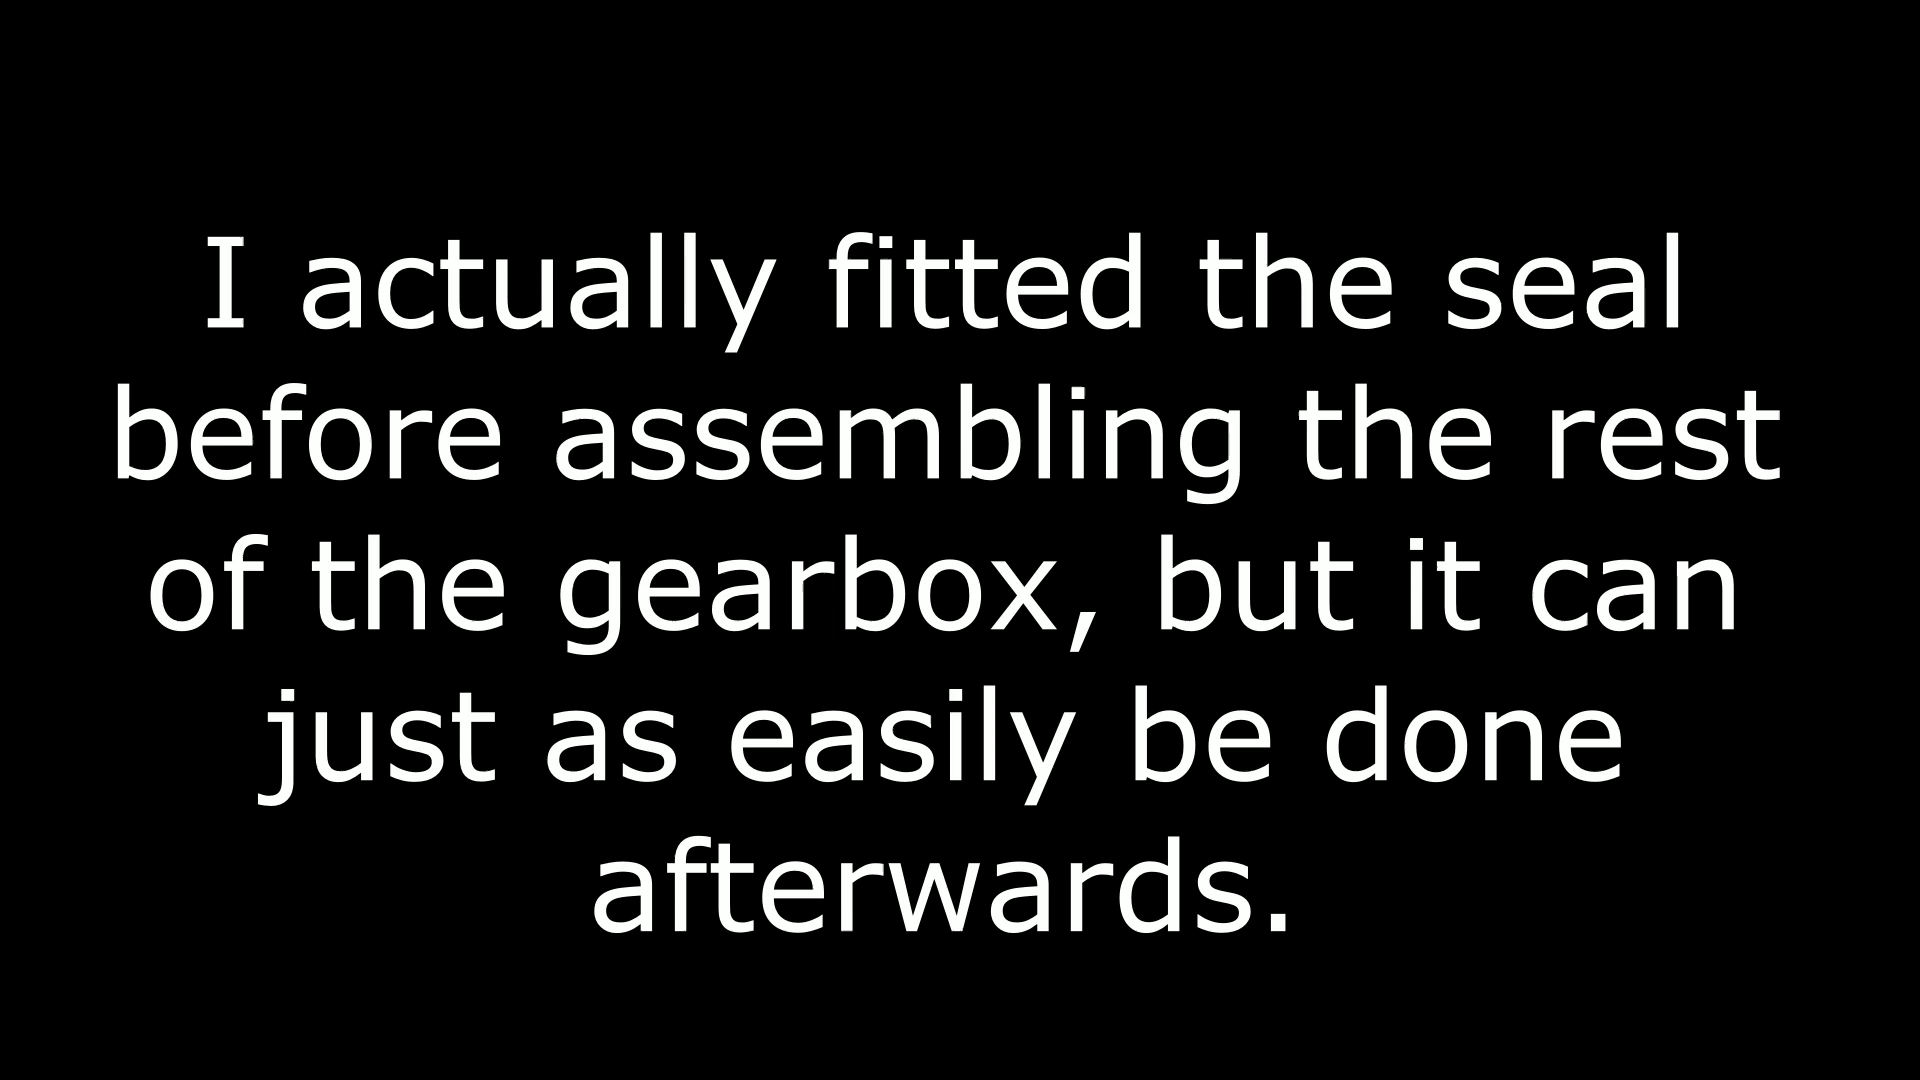 I actually fitted the seal
before assembling the rest
of the gearbox, but it can
just as easily be done
afterwards.